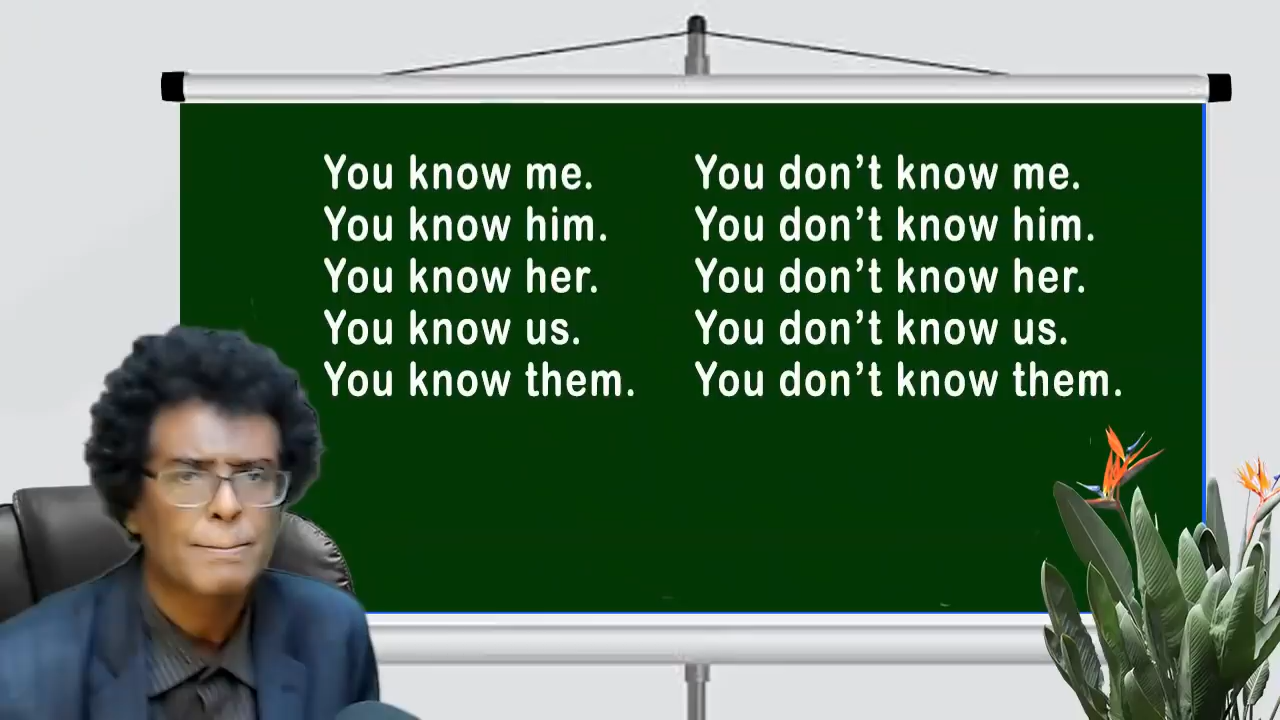 You know me. You don’t know me.
You know him. You don’t know him.
You know her. You don’t know her.
You know us. You don’t know us.
You know them. You don’t know them.